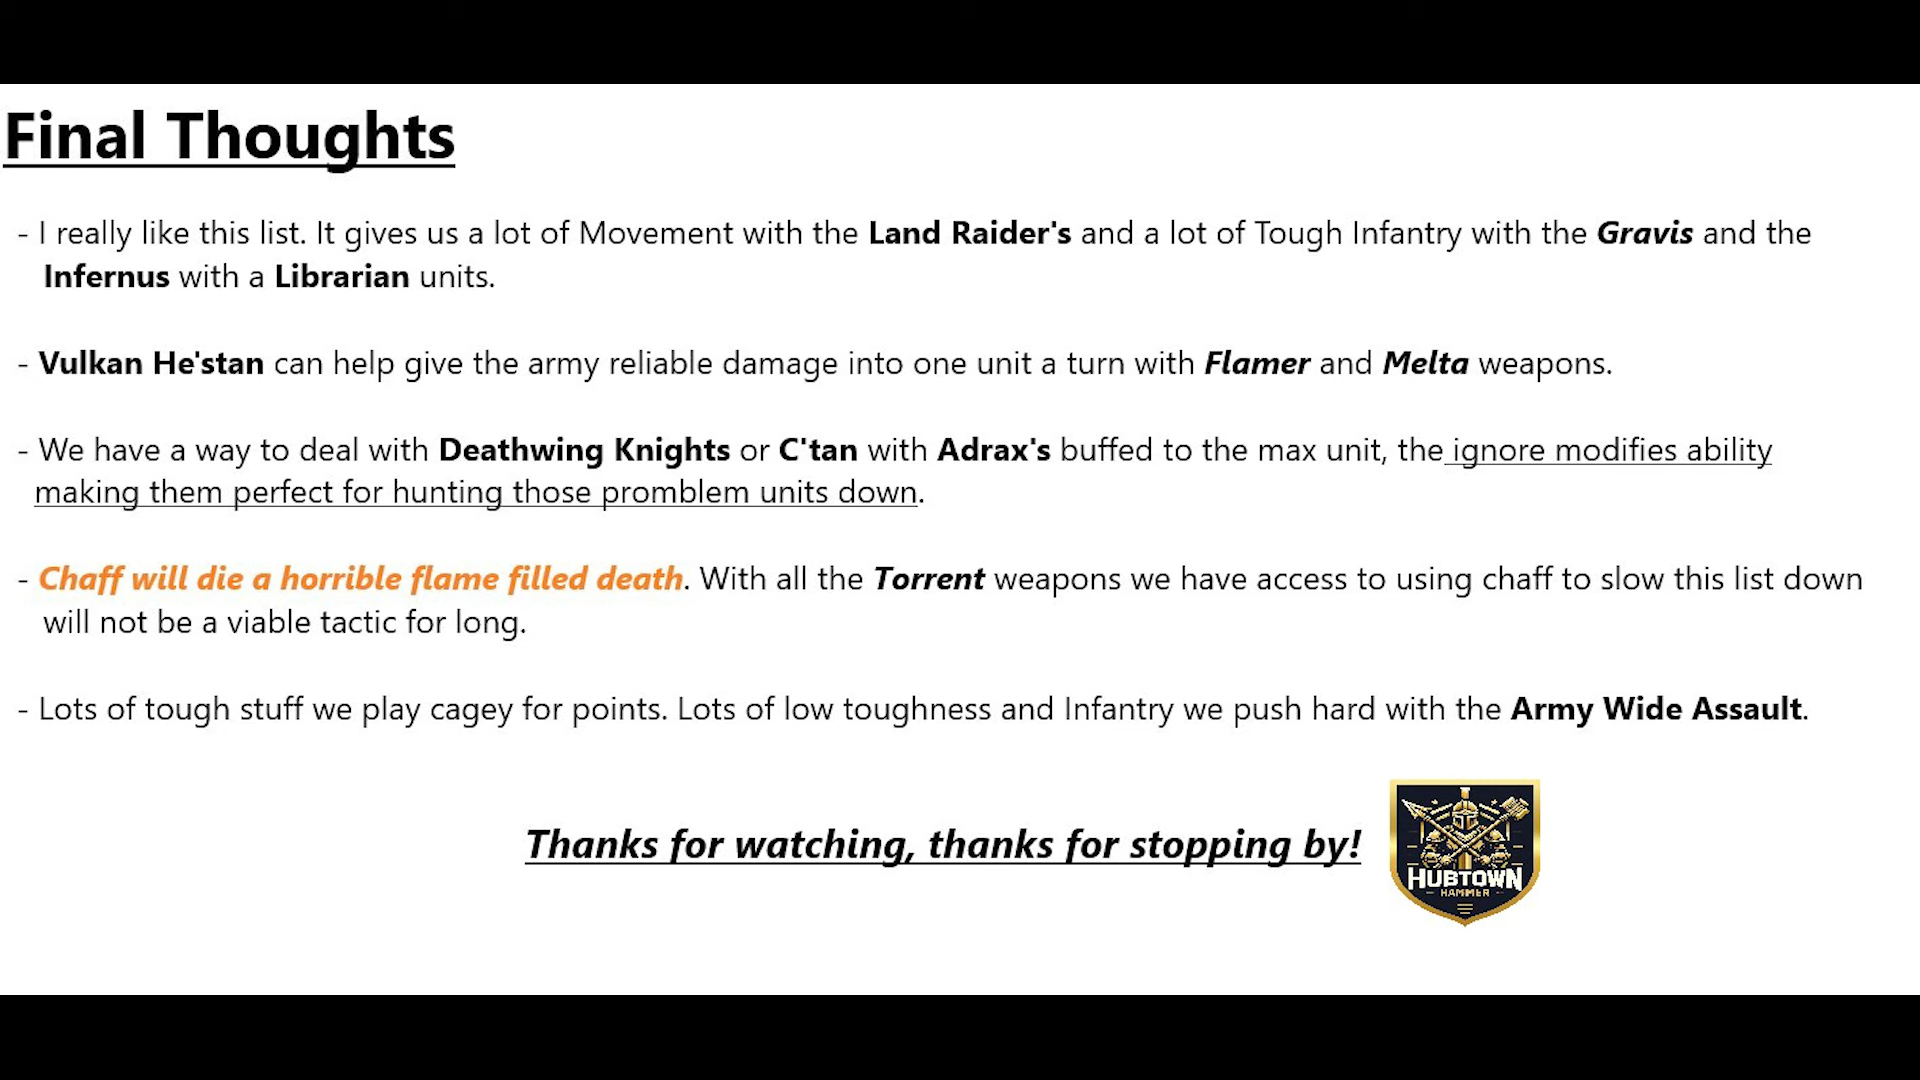 Final Thoughts
- I really like this list. It gives us a lot of Movement with the Land Raider's and a lot of Tough Infantry with the Gravis and the
Infernus with a Librarian units.
- Vulkan He'stan can help give the army reliable damage into one unit a turn with Flamer and Melta weapons.
- We have a way to deal with Deathwing Knights or C'tan with Adrax's buffed to the max unit, the ignore modifies ability
making them perfect for hunting those promblem units down.
- Chaff will die a horrible flame filled death. With all the Torrent weapons we have access to using chaff to slow this list down
will not be a viable tactic for long.
- Lots of tough stuff we play cagey for points. Lots of low toughness and Infantry we push hard with the Army Wide Assault.
Thanks for watching, thanks for stopping by!
HUBTOWN
HAMMER